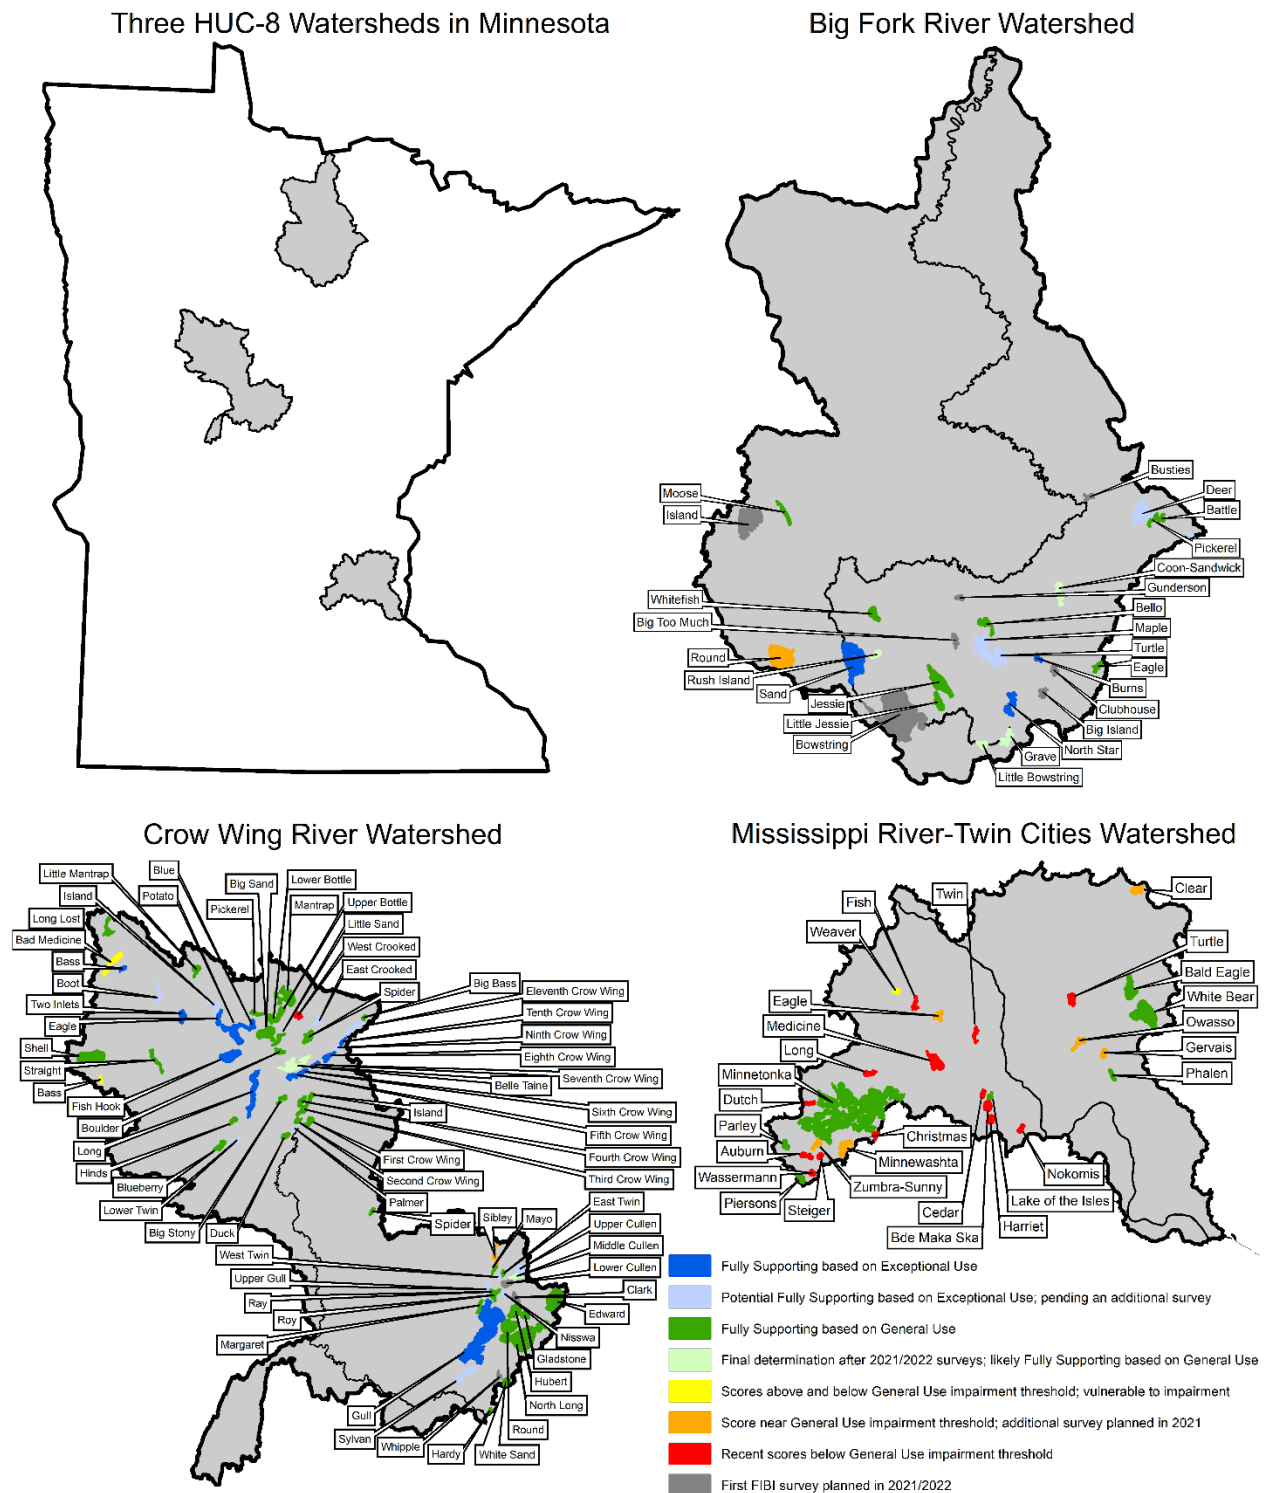 Three HUC-8 Watersheds in Minnesota
Big Fork River Watershed
Busties
Moose
Deer
Island
Battle
Pickerel
Coon-Sandwick
Gunderson
Whitefish
Bello
Big Too Much
Maple
Turtle
Round
Eagle
Rush Island
Burns
Sand
Clubhouse
Jessie
Little Jessie
Big Island
Bowstring
North Star
Grave
Little Bowstring
Crow Wing River Watershed
Little Mantrap
Blue
Island
Potato
Big Sand
Lower Bottle
Pickerel
Mantrap
Upper Bottle
Long Lost
Little Sand
Bad Medicine
West Crooked
Bass
East Crooked
Boot
Big Bass
Spider
Eleventh Crow Wing
Two Inlets
Tenth Crow Wing
Eagle
Ninth Crow Wing
Shell
Eighth Crow Wing
Straight
Seventh Crow Wing
Bass
Belle Taine
Fish Hook
Island
Sixth Crow Wing
Boulder
Fifth Crow Wing
Long
First Crow Wing
Fourth Crow Wing
Hinds
Second Crow Wing
Third Crow Wing
Blueberry
Palmer
East Twin
Lower Twin
Spider
Sibley
Mayo
Upper Cullen
Big Stony
Duck
Middle Cullen
West Twin
Lower Cullen
Upper Gull
Clark
Ray
Edward
Roy
Nisswa
Margaret
Gladstone
Hubert
North Long
Gull
Round
Sylvan
Whipple
Hardy
White Sand
Mississippi River-Twin Cities Watershed
Twin
Clear
Fish
Weaver
Turtle
Bald Eagle
Eagle
White Bear
Medicine
Owasso
Long
Gervais
Minnetonka
Phalen
Dutch
Parley
Christmas
Auburn
Minnewashta
Wassermann
Nokomis
Zumbra-Sunny
Piersons
Steiger
Lake of the Isles
Cedar
Harriet
Bde Maka Ska
Fully Supporting based on Exceptional Use
Potential Fully Supporting based on Exceptional Use; pending an additional survey
Fully Supporting based on General Use
Final determination after 2021/2022 surveys; likely Fully Supporting based on General Use
Scores above and below General Use impairment threshold; vulnerable to impairment
Score near General Use impairment threshold; additional survey planned in 2021
Recent scores below General Use impairment threshold
First FIBI survey planned in 2021/2022